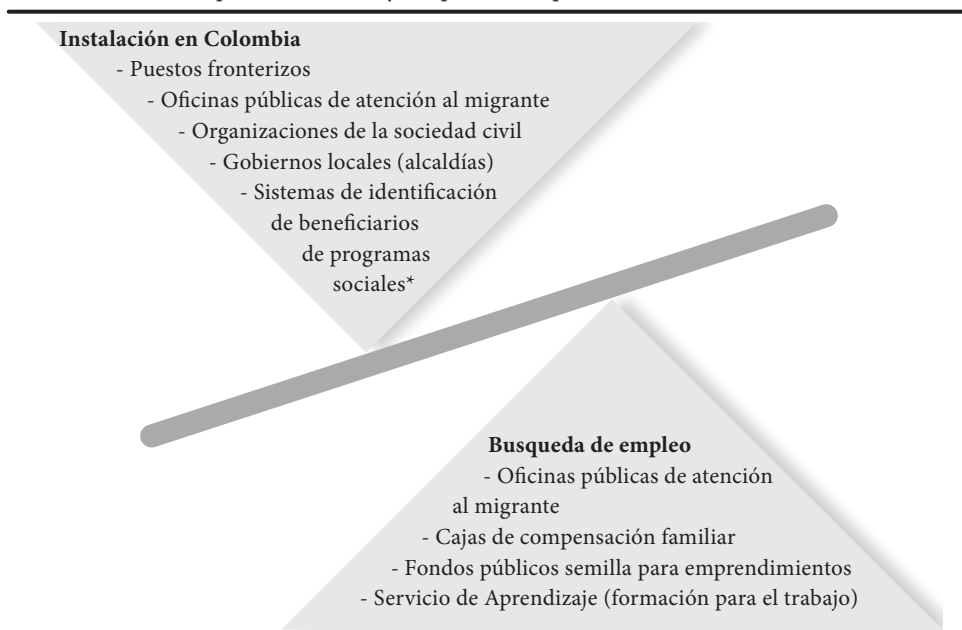 Instalación en Colombia
- Puestos fronterizos
- Oficinas públicas de atención al migrante
- Organizaciones de la sociedad civil
- Gobiernos locales (alcaldías)
- Sistemas de identificación
de beneficiarios
de programas
sociales*
Busqueda de empleo
- Oficinas públicas de atención
al migrante
- Cajas de compensación familiar
- Fondos públicos semilla para emprendimientos
- Servicio de Aprendizaje (formación para el trabajo)